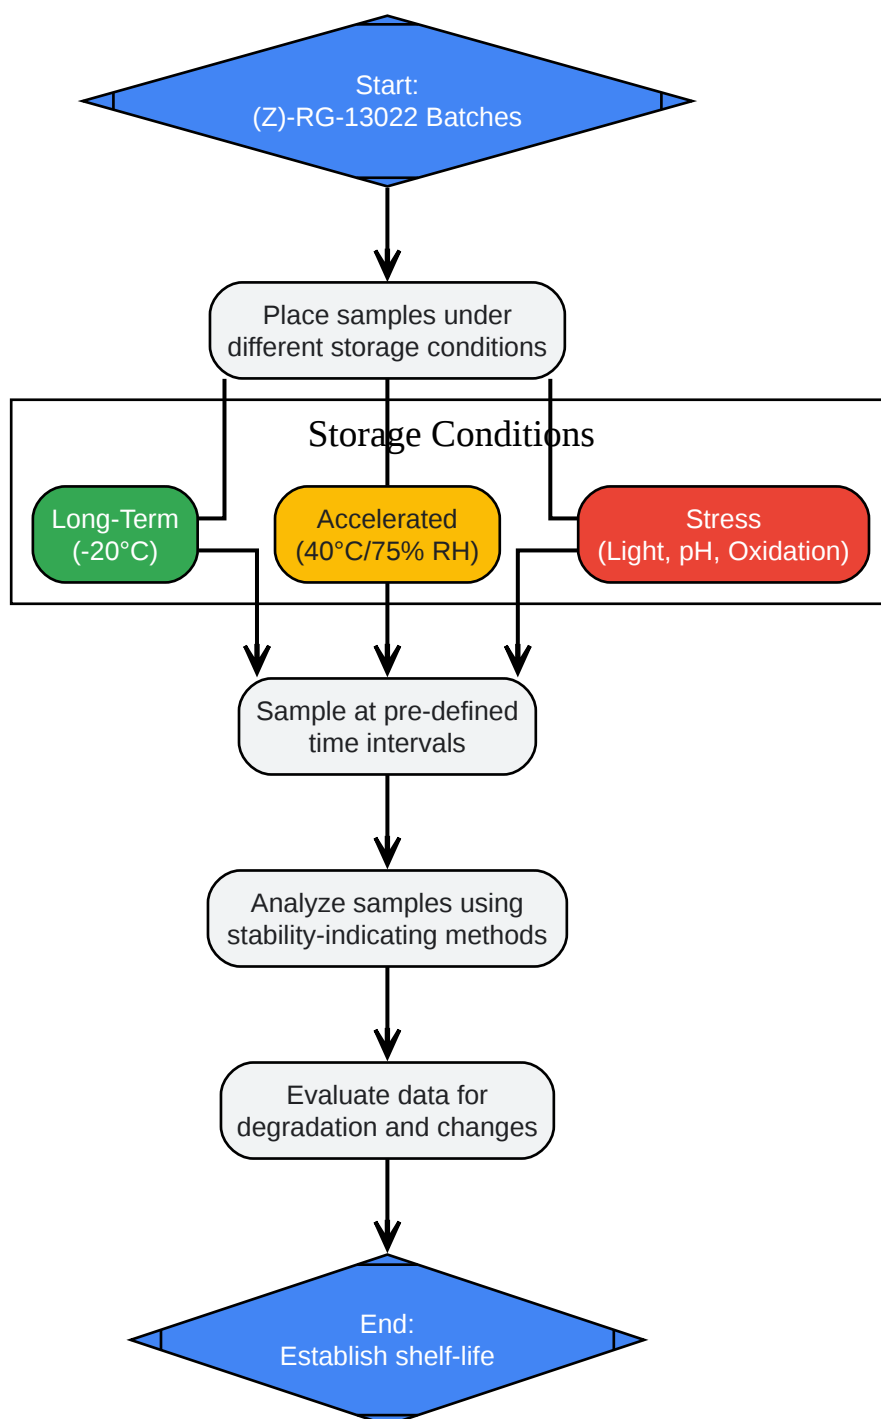 Start:
(Z)-RG-13022 Batches
Place samples under
different storage conditions
Storage Conditions
Long-Term
(-20°C)
Accelerated
(40°C/75% RH)
Stress
(Light, pH, Oxidation)
Sample at pre-defined
time intervals
Analyze samples using
stability-indicating methods
Evaluate data for
degradation and changes
End:
Establish shelf-life